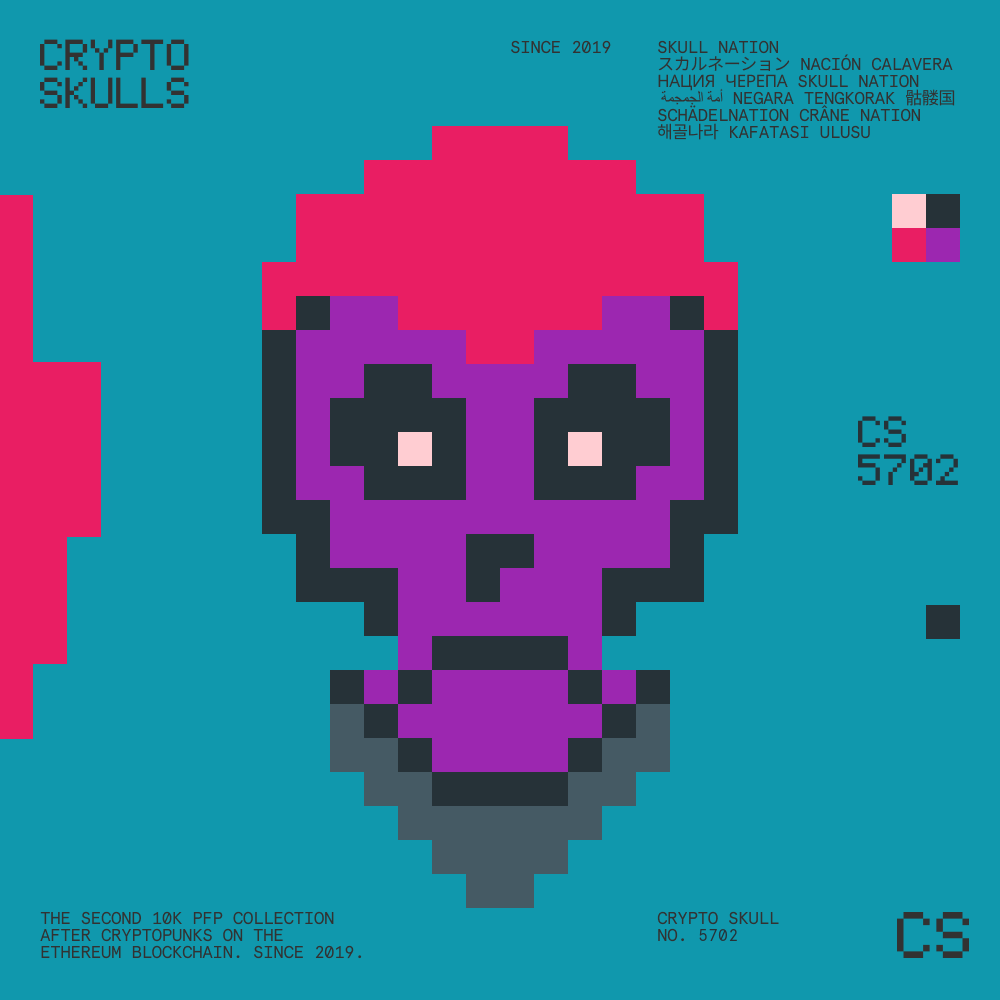 CRYPTO
SKULLS
SINCE 2019
SKULL NATION
スカルネーション NACIÓN CALAVERA
НАЦИЯ ЧЕРЕПА SKULL NATION
أمة الجمجمة NEGARA TENGKORAK 骷髅国
SCHÄDELNATION CRÂNE NATION
해골나라 KAFATASI ULUSU
CS
5702
THE SECOND 10K PFP COLLECTION
AFTER CRYPTOPUNKS ON THE
ETHEREUM BLOCKCHAIN. SINCE 2019.
CRYPTO SKULL
NO. 5702
CS